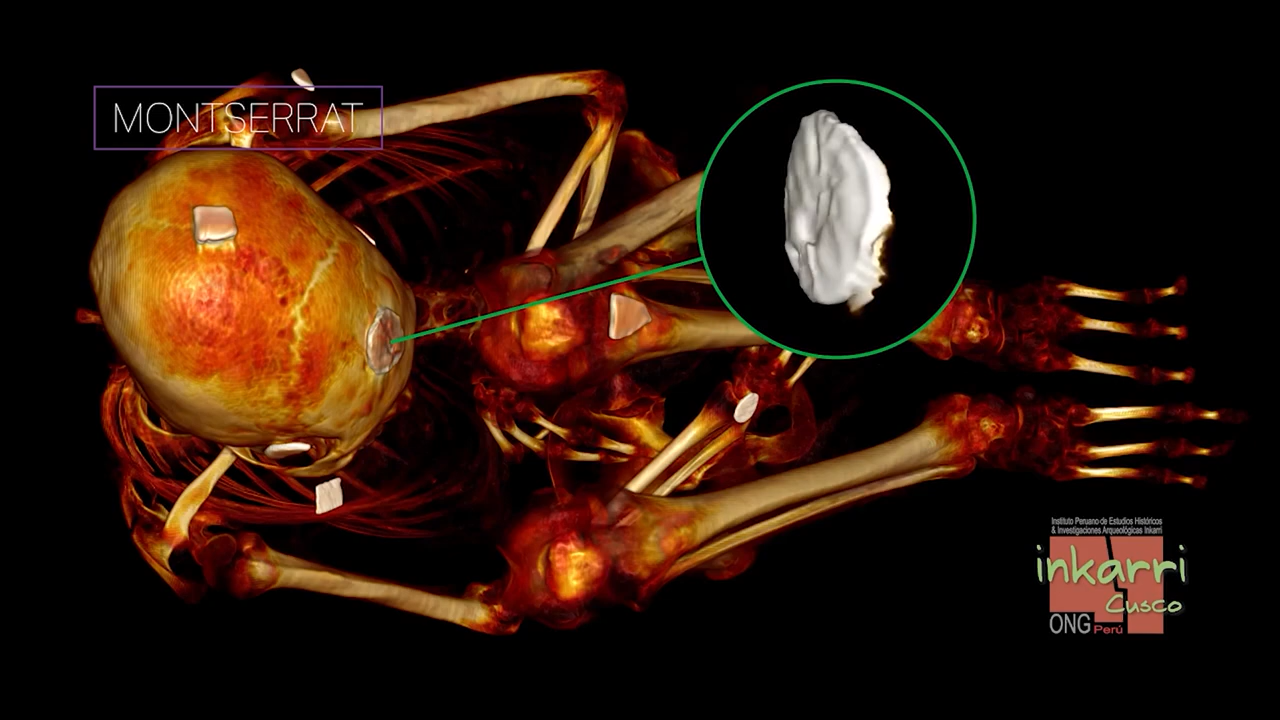 MONTSERRAT
Instituto Peruano de Estudios Históricos
& Investigaciones Arqueológicas Inkarri
inkarri
Cusco
ONG Perú